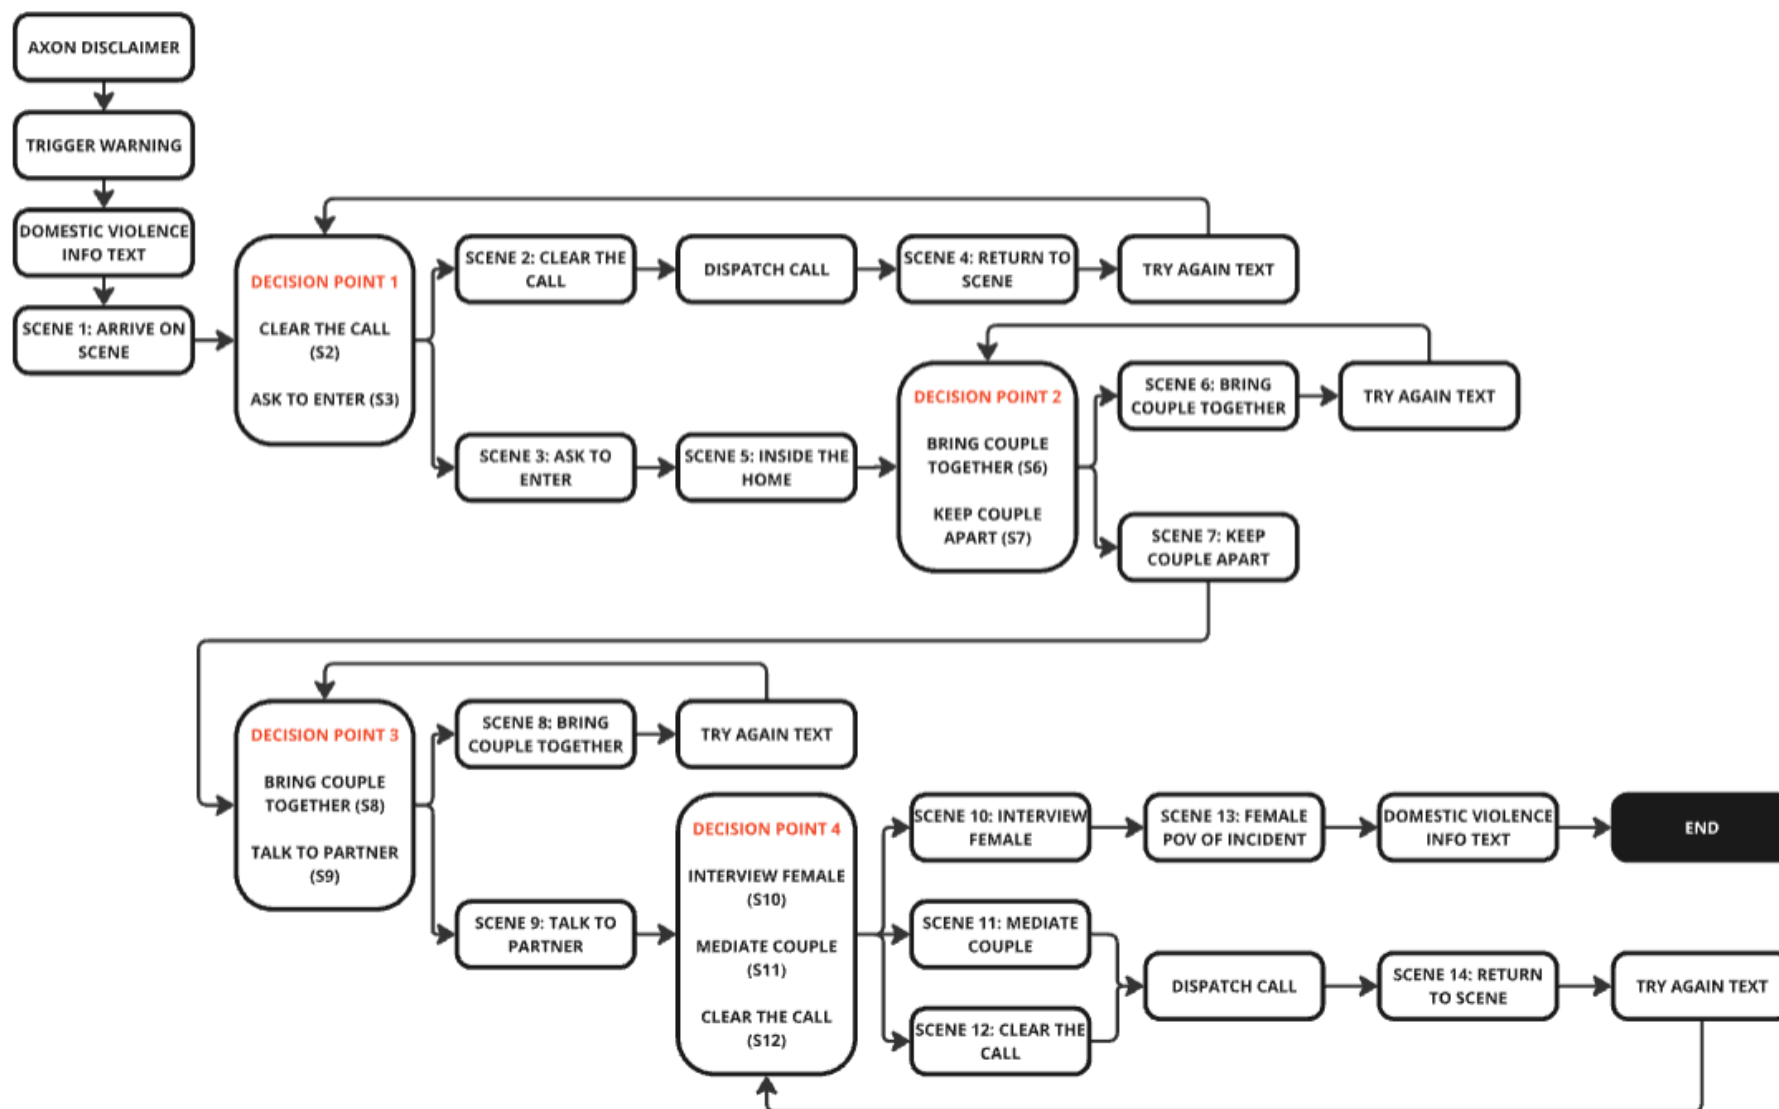 AXON DISCLAIMER
TRIGGER WARNING
DOMESTIC VIOLENCE
INFO TEXT
SCENE 1: ARRIVE ON
SCENE
DECISION POINT 1
CLEAR THE CALL
(S2)
ASK TO ENTER (S3)
SCENE 2: CLEAR THE
CALL
DISPATCH CALL
SCENE 4: RETURN TO
SCENE
TRY AGAIN TEXT
SCENE 3: ASK TO
ENTER
SCENE 5: INSIDE THE
HOME
DECISION POINT 2
BRING COUPLE
TOGETHER (S6)
KEEP COUPLE
APART (S7)
SCENE 6: BRING
COUPLE TOGETHER
TRY AGAIN TEXT
SCENE 7: KEEP
COUPLE APART
DECISION POINT 3
BRING COUPLE
TOGETHER (S8)
TALK TO PARTNER
(S9)
SCENE 8: BRING
COUPLE TOGETHER
TRY AGAIN TEXT
SCENE 9: TALK TO
PARTNER
DECISION POINT 4
INTERVIEW FEMALE
(S10)
MEDIATE COUPLE
(S11)
CLEAR THE CALL
(S12)
SCENE 10: INTERVIEW
FEMALE
SCENE 13: FEMALE
POV OF INCIDENT
DOMESTIC VIOLENCE
INFO TEXT
END
SCENE 11: MEDIATE
COUPLE
SCENE 12: CLEAR THE
CALL
DISPATCH CALL
SCENE 14: RETURN
TO SCENE
TRY AGAIN TEXT